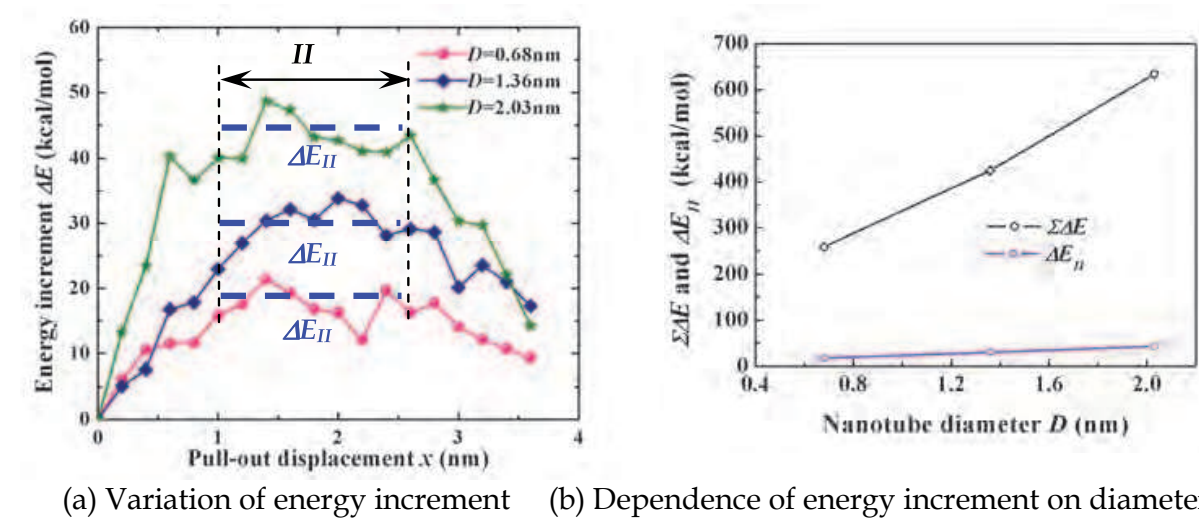 60
50
40
30
20
10
0
Energy increment ΔE (kcal/mol)
II
D=0.68nm
D=1.36nm
D=2.03nm
ΔE_II
ΔE_II
ΔE_II
0 1 2 3 4
Pull-out displacement x (nm)
(a) Variation of energy increment
700
600
500
400
300
200
100
0
ΣΔE and ΔE_II (kcal/mol)
ΣΔE
ΔE_II
0.4 0.8 1.2 1.6 2.0
Nanotube diameter D (nm)
(b) Dependence of energy increment on diamete